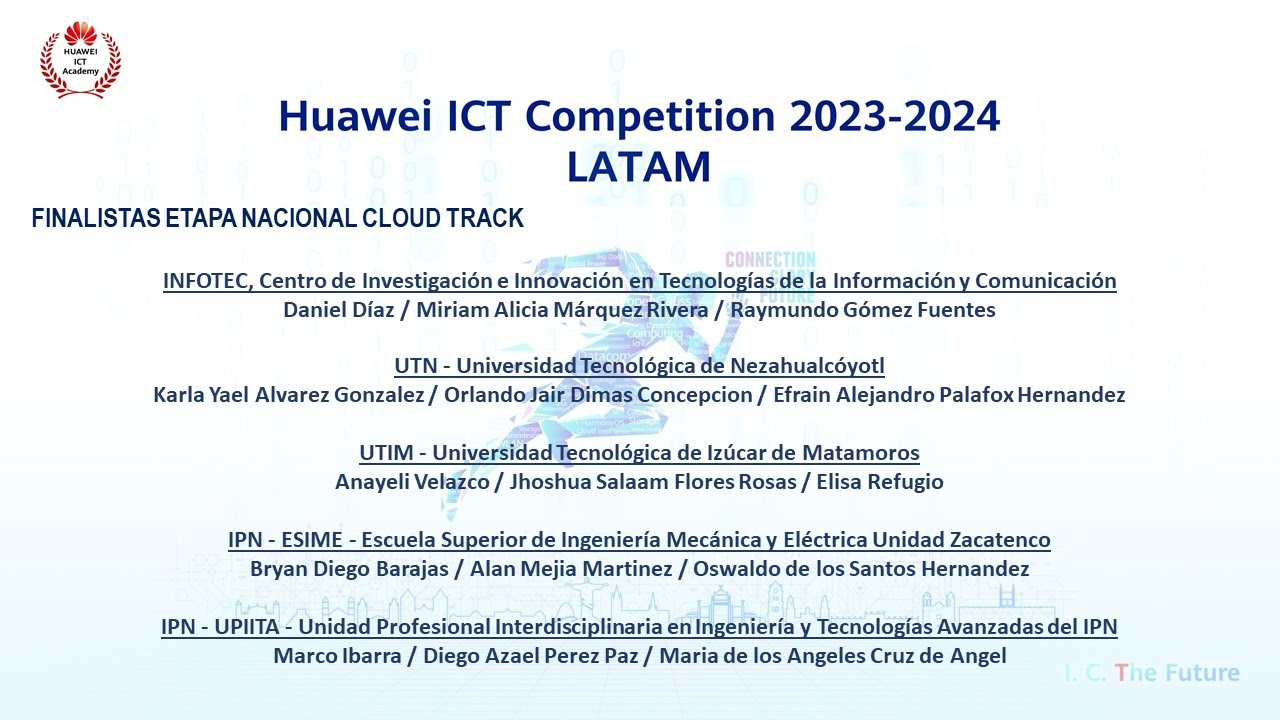 HUAWEI
ICT
Academy
Huawei ICT Competition 2023-2024
LATAM
FINALISTAS ETAPA NACIONAL CLOUD TRACK
CONNECTION
GLORY
FUTURE
INFOTEC, Centro de Investigación e Innovación en Tecnologías de la Información y Comunicación
Daniel Díaz / Miriam Alicia Márquez Rivera / Raymundo Gómez Fuentes
UTN - Universidad Tecnológica de Nezahualcóyotl
Karla Yael Alvarez Gonzalez / Orlando Jair Dimas Concepcion / Efrain Alejandro Palafox Hernandez
UTIM - Universidad Tecnológica de Izúcar de Matamoros
Anayeli Velazco / Jhoshua Salaam Flores Rosas / Elisa Refugio
IPN - ESIME - Escuela Superior de Ingeniería Mecánica y Eléctrica Unidad Zacatenco
Bryan Diego Barajas / Alan Mejia Martinez / Oswaldo de los Santos Hernandez
IPN - UPIITA - Unidad Profesional Interdisciplinaria en Ingeniería y Tecnologías Avanzadas del IPN
Marco Ibarra / Diego Azael Perez Paz / Maria de los Angeles Cruz de Angel
I. C. The Future